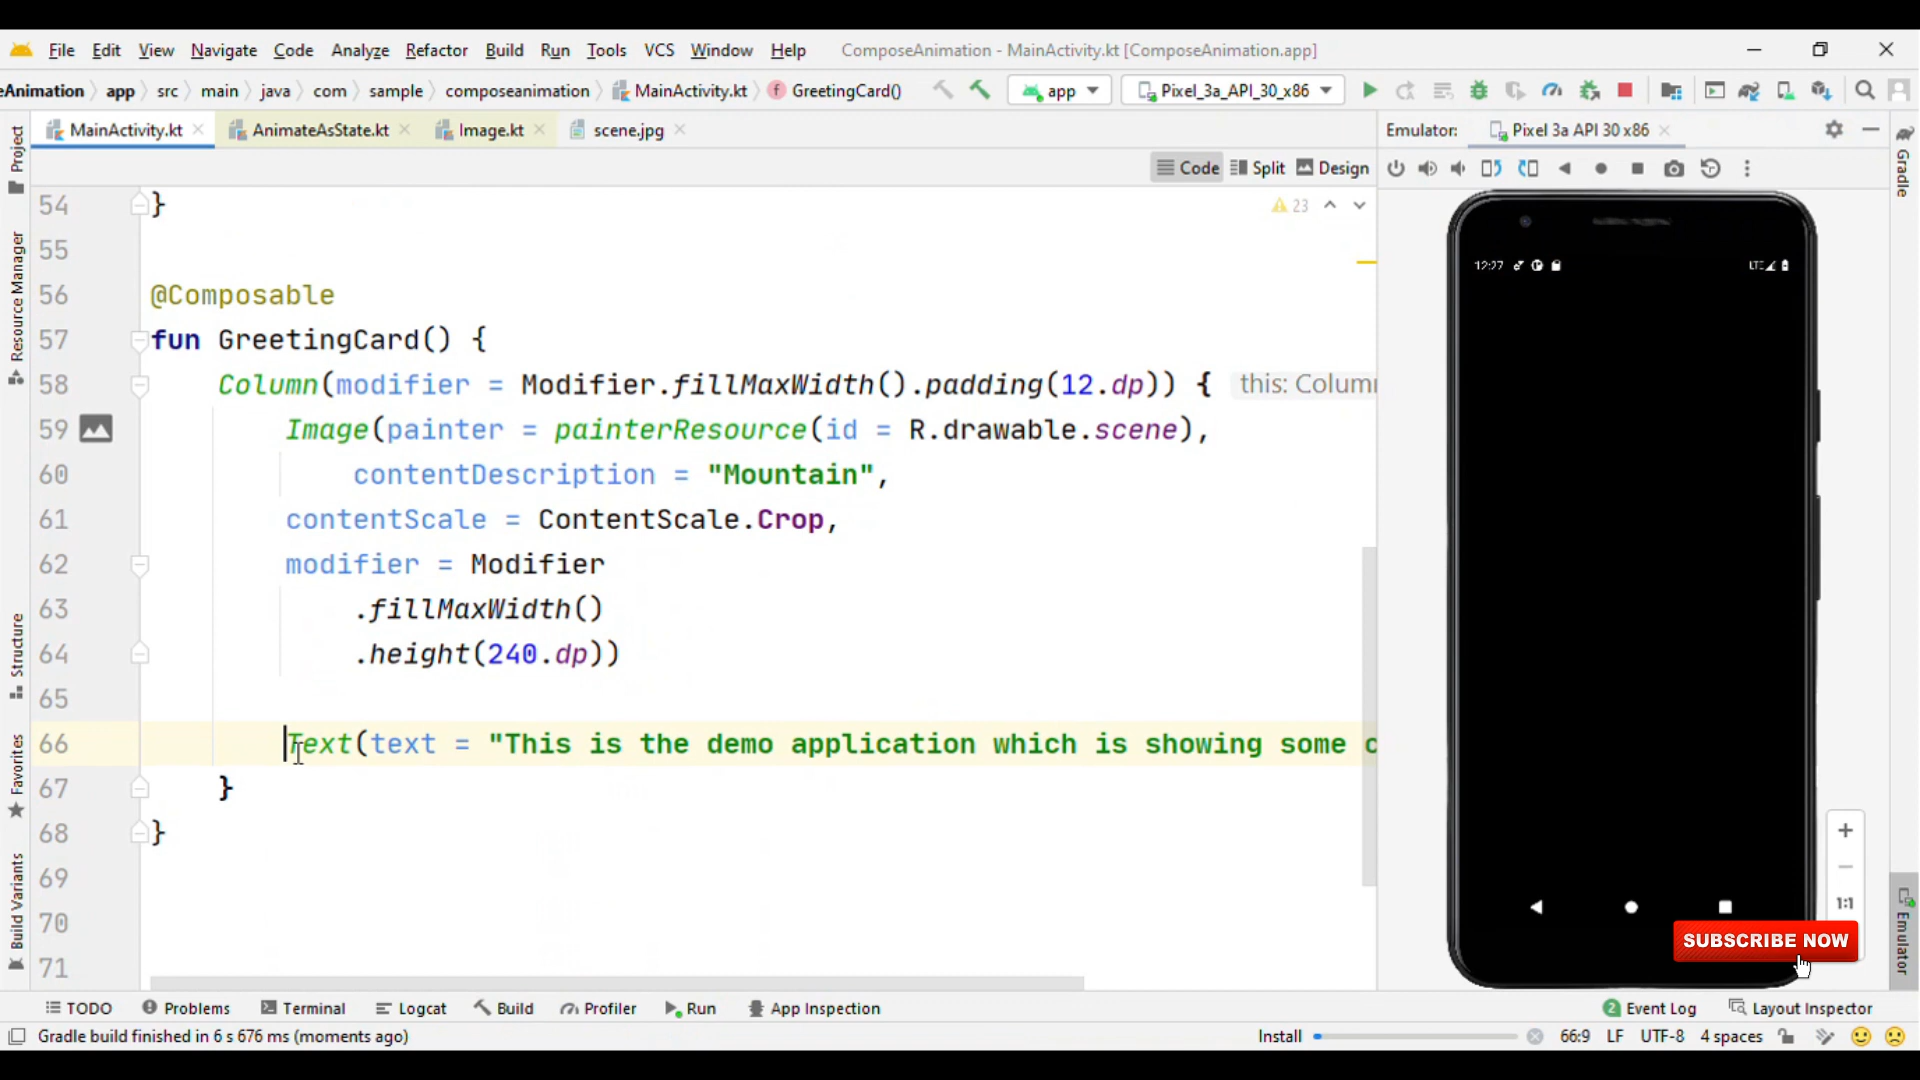 File Edit View Navigate Code Analyze Refactor Build Run Tools VCS Window Help ComposeAnimation - MainActivity.kt [ComposeAnimation.app]
eAnimation app src main java com sample composeanimation MainActivity.kt GreetingCard() app Pixel_3a_API_30_x86
MainActivity.kt AnimateAsState.kt Image.kt scene.jpg Emulator: Pixel 3a API 30 x86
Code Split Design
Project
Resource Manager
Structure
Favorites
Build Variants
Gradle
Emulator
23
54 }
55
56 @Composable
57 fun GreetingCard() {
58 Column(modifier = Modifier.fillMaxWidth().padding(12.dp)) { this: Colum
59 Image(painter = painterResource(id = R.drawable.scene),
60 contentDescription = "Mountain",
61 contentScale = ContentScale.Crop,
62 modifier = Modifier
63 .fillMaxWidth()
64 .height(240.dp))
65
66 Text(text = "This is the demo application which is showing some c
67 }
68 }
69
70
71
12:27 LTE
1:1
SUBSCRIBE NOW
TODO Problems Terminal Logcat Build Profiler Run App Inspection 2 Event Log Layout Inspector
Gradle build finished in 6 s 676 ms (moments ago) Install 66:9 LF UTF-8 4 spaces